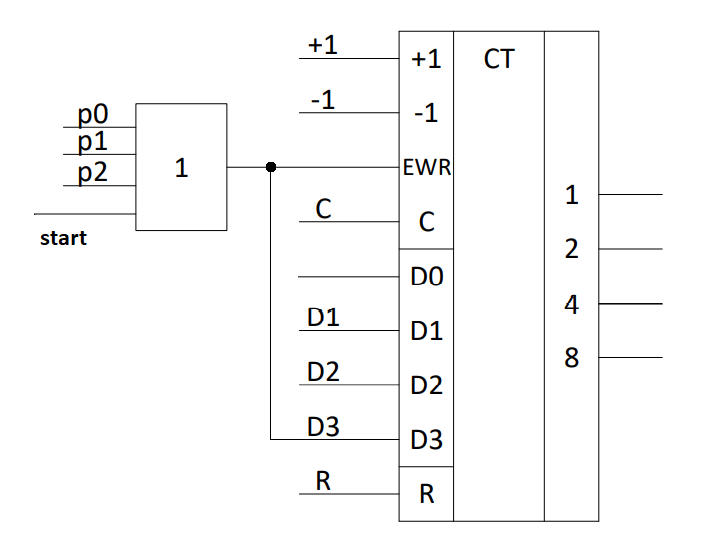 +1 +1 CT
-1 -1
p0
p1
p2 1 EWR
1
start C C
2
D0
4
D1 D1
8
D2 D2
D3 D3
R R